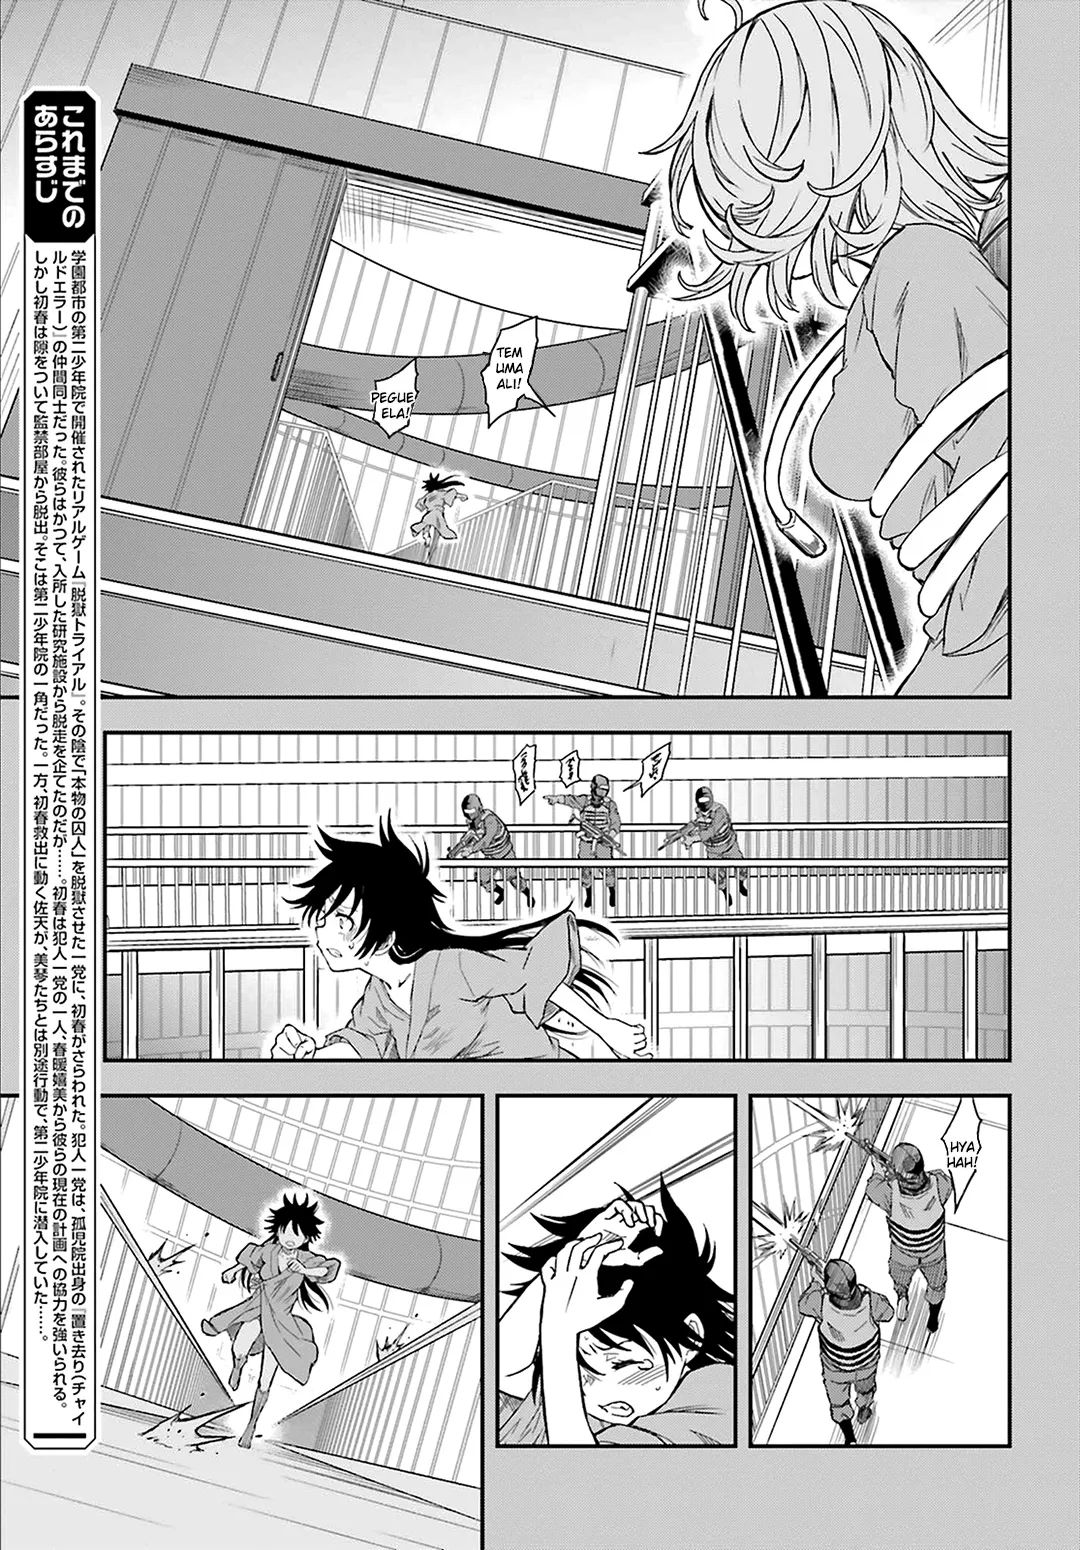 これまでの
あらすじ
学園都市の第二少年院で開催されたリアルゲーム『脱獄トライアル』。その陰で「本物の囚人」を脱獄させた一党に、初春がさらわれた。犯人一党は、孤児院出身の『置き去り(チャイ
ルドエラー)』の仲間同士だった。彼らはかつて、入所した研究施設から脱走を企てたのだが……。初春は犯人一党の一人、春暖嬉美から彼らの現在の計画への協力を強いられる。
しかし初春は隙をついて監禁部屋から脱出。そこは第二少年院の一角だった。一方、初春救出に動く佐天が、美琴たちとは別途行動で、第二少年院に潜入していた……。
TEM
UMA
ALI!
PEGUE
ELA!
HYA
HAH!